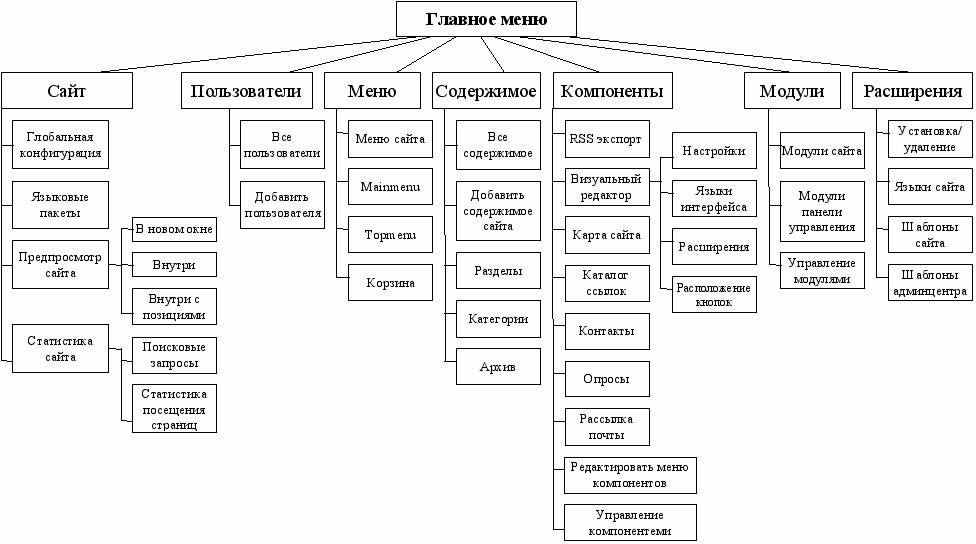 Главное меню
Сайт
Пользователи
Меню
Содержимое
Компоненты
Модули
Расширения
Глобальная
конфигурация
Языковые
пакеты
Предпросмотр
сайта
В новом окне
Внутри
Внутри с
позициями
Статистика
сайта
Поисковые
запросы
Статистика
посещения
страниц
Все
пользователи
Добавить
пользователя
Меню сайта
Mainmenu
Topmenu
Корзина
Все
содержимое
Добавить
содержимое
сайта
Разделы
Категории
Архив
RSS экспорт
Визуальный
редактор
Настройки
Языки
интерфейса
Расширения
Расположение
кнопок
Карта сайта
Каталог
ссылок
Контакты
Опросы
Рассылка
почты
Редактировать меню
компонентов
Управление
компонентеми
Модули сайта
Модули
панели
управления
Управление
модулями
Установка/
удаление
Языки сайта
Шаблоны
сайта
Шаблоны
админцентра